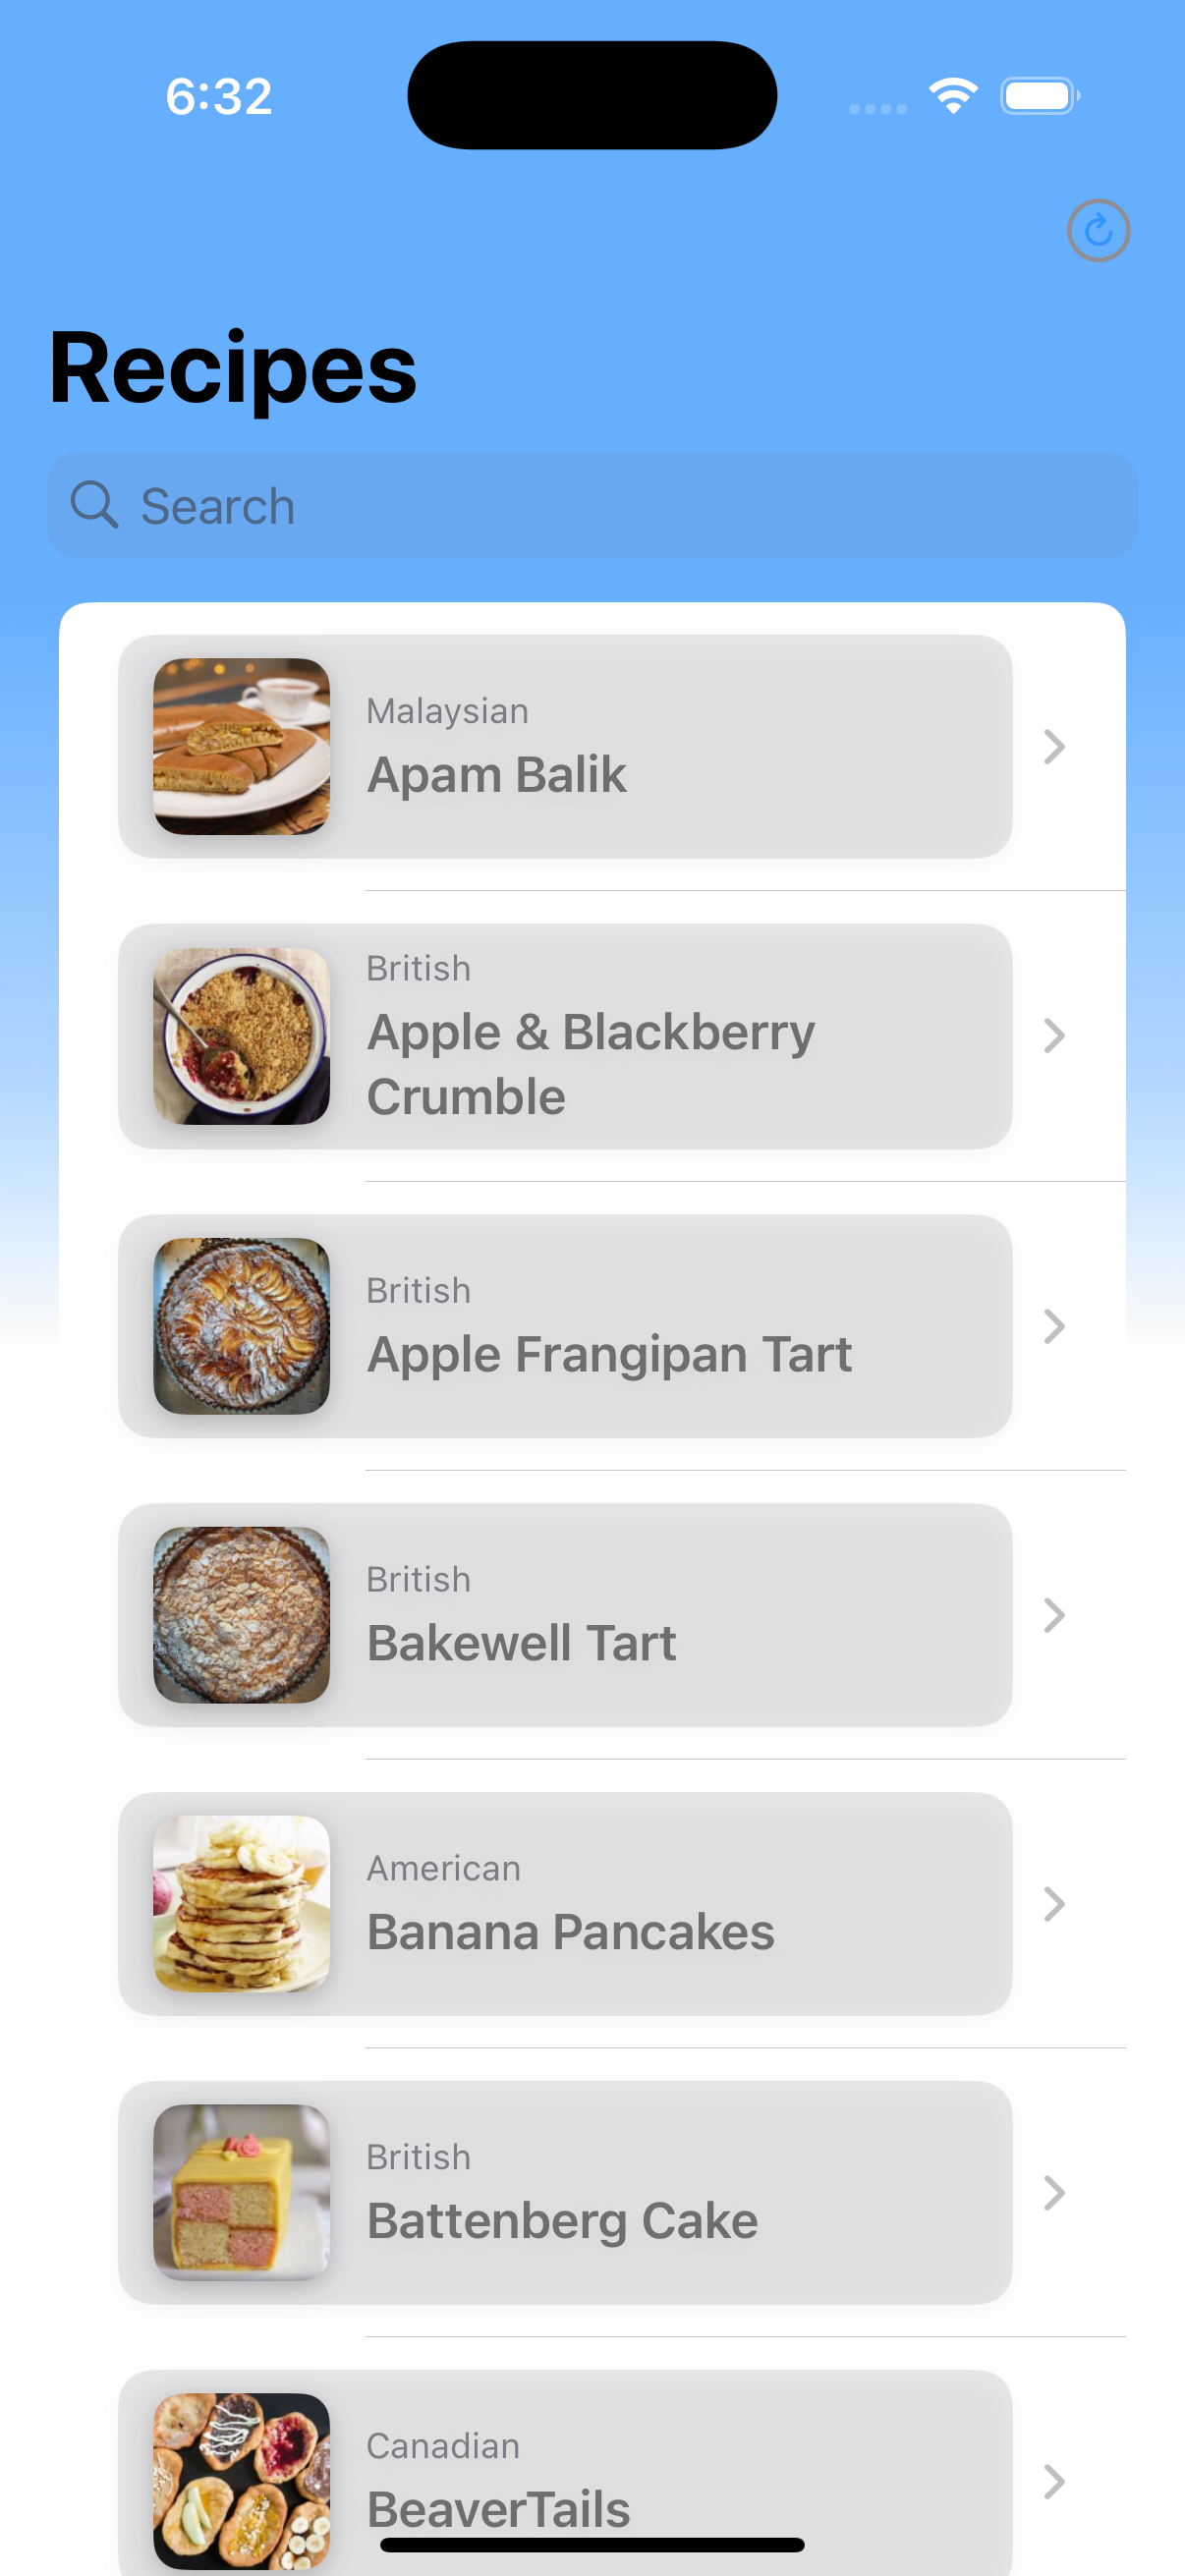 6:32
Recipes
Search
Malaysian
Apam Balik
British
Apple & Blackberry
Crumble
British
Apple Frangipan Tart
British
Bakewell Tart
American
Banana Pancakes
British
Battenberg Cake
Canadian
BeaverTails